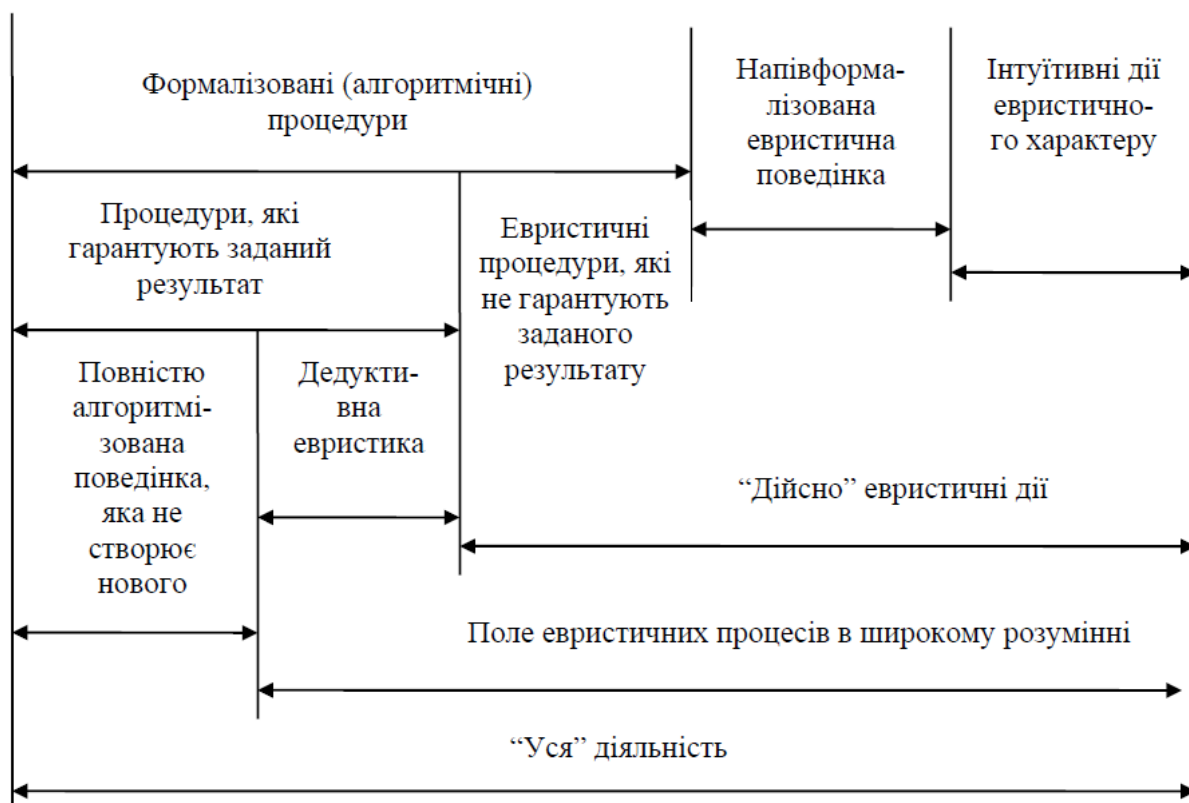 Формалізовані (алгоритмічні)
процедури
Напівформа-
лізована
евристична
поведінка
Інтуїтивні дії
евристично-
го характеру
Процедури, які
гарантують заданий
результат
Евристичні
процедури, які
не гарантують
заданого
результату
Повністю
алгоритмі-
зована
поведінка,
яка не
створює
нового
Дедукти-
вна
евристика
“Дійсно” евристичні дії
Поле евристичних процесів в широкому розумінні
“Уся” діяльність